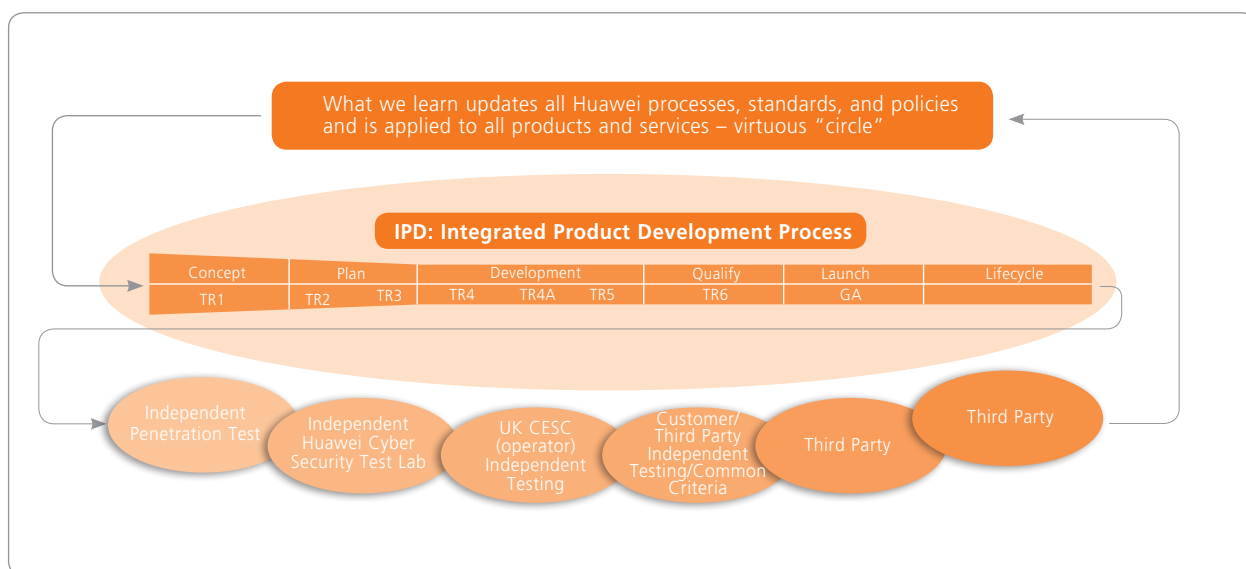 What we learn updates all Huawei processes, standards, and policies
and is applied to all products and services – virtuous “circle”
IPD: Integrated Product Development Process
Concept Plan Development Qualify Launch Lifecycle
TR1 TR2 TR3 TR4 TR4A TR5 TR6 GA
Independent
Penetration Test
Independent
Huawei Cyber
Security Test Lab
UK CESC
(operator)
Independent
Testing
Customer/
Third Party
Independent
Testing/Common
Criteria
Third Party
Third Party